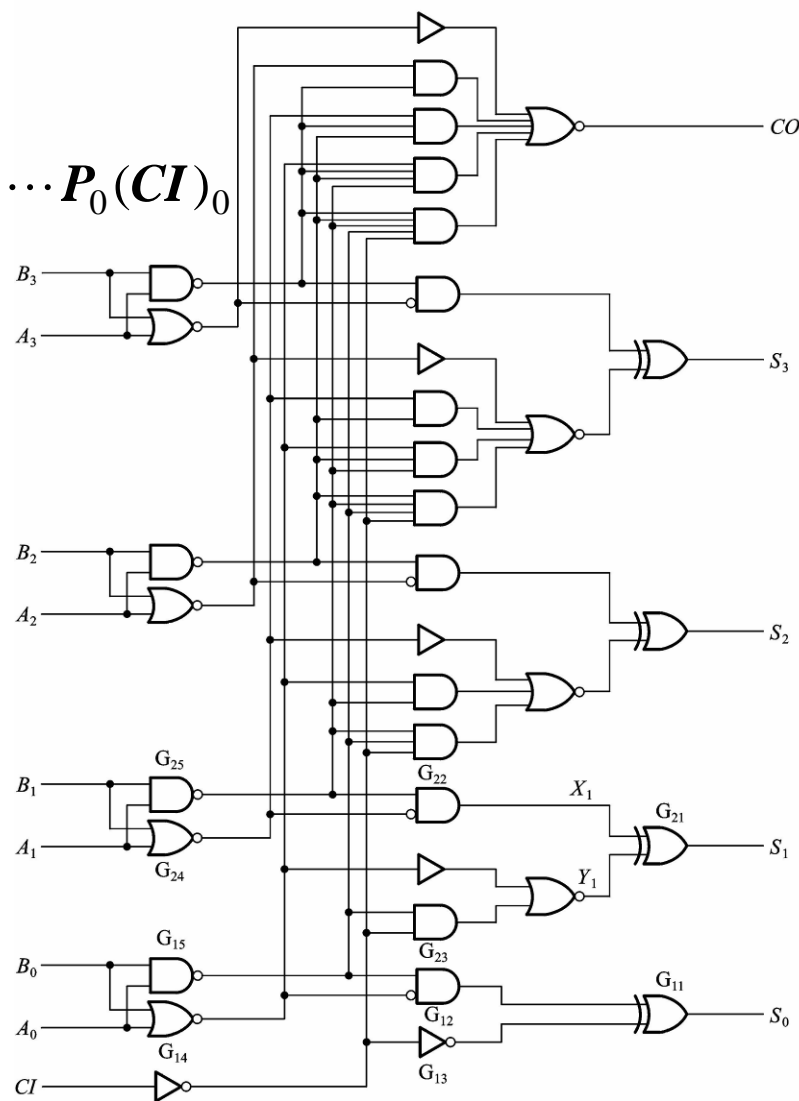 CO
⋯P₀(CI)₀
B₃
A₃
S₃
B₂
A₂
S₂
G₂₅
G₂₂
B₁
X₁
G₂₁
A₁
S₁
G₂₄
Y₁
G₁₅
G₂₃
B₀
G₁₁
G₁₂
A₀
S₀
G₁₄
G₁₃
CI